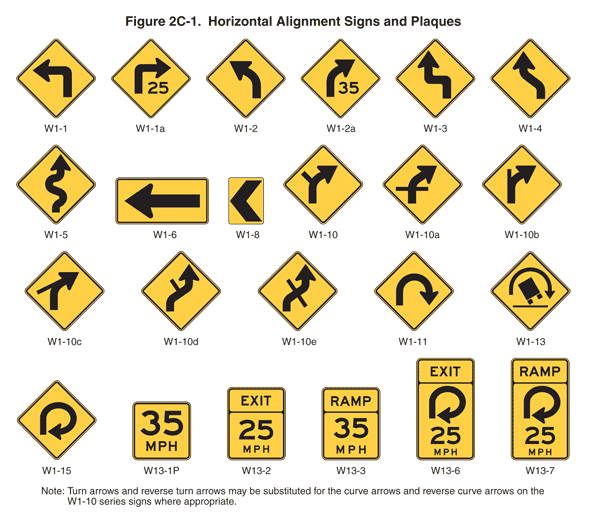 Figure 2C-1. Horizontal Alignment Signs and Plaques
25
35
W1-1 W1-1a W1-2 W1-2a W1-3 W1-4
W1-5 W1-6 W1-8 W1-10 W1-10a W1-10b
W1-10c W1-10d W1-10e W1-11 W1-13
35
MPH
EXIT
25
MPH
RAMP
35
MPH
EXIT
25
MPH
RAMP
25
MPH
W1-15 W13-1P W13-2 W13-3 W13-6 W13-7
Note: Turn arrows and reverse turn arrows may be substituted for the curve arrows and reverse curve arrows on the
W1-10 series signs where appropriate.